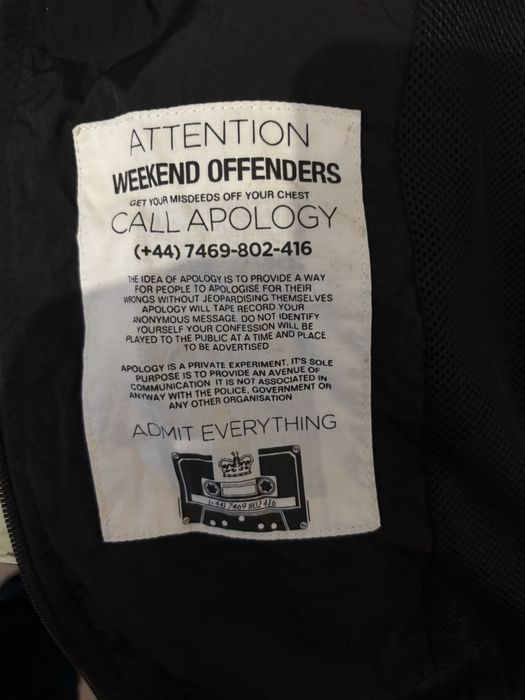 ATTENTION
WEEKEND OFFENDERS
GET YOUR MISDEEDS OFF YOUR CHEST
CALL APOLOGY
(+44) 7469-802-416
THE IDEA OF APOLOGY IS TO PROVIDE A WAY
FOR PEOPLE TO APOLOGISE FOR THEIR
WRONGS WITHOUT JEOPARDISING THEMSELVES
APOLOGY WILL TAPE RECORD YOUR
ANONYMOUS MESSAGE. DO NOT IDENTIFY
YOURSELF YOUR CONFESSION WILL BE
PLAYED TO THE PUBLIC AT A TIME AND PLACE
TO BE ADVERTISED
APOLOGY IS A PRIVATE EXPERIMENT. IT'S SOLE
PURPOSE IS TO PROVIDE AN AVENUE OF
COMMUNICATION IT IS NOT ASSOCIATED IN
ANYWAY WITH THE POLICE, GOVERNMENT OR
ANY OTHER ORGANISATION
ADMIT EVERYTHING
(+44) 7469 802 416